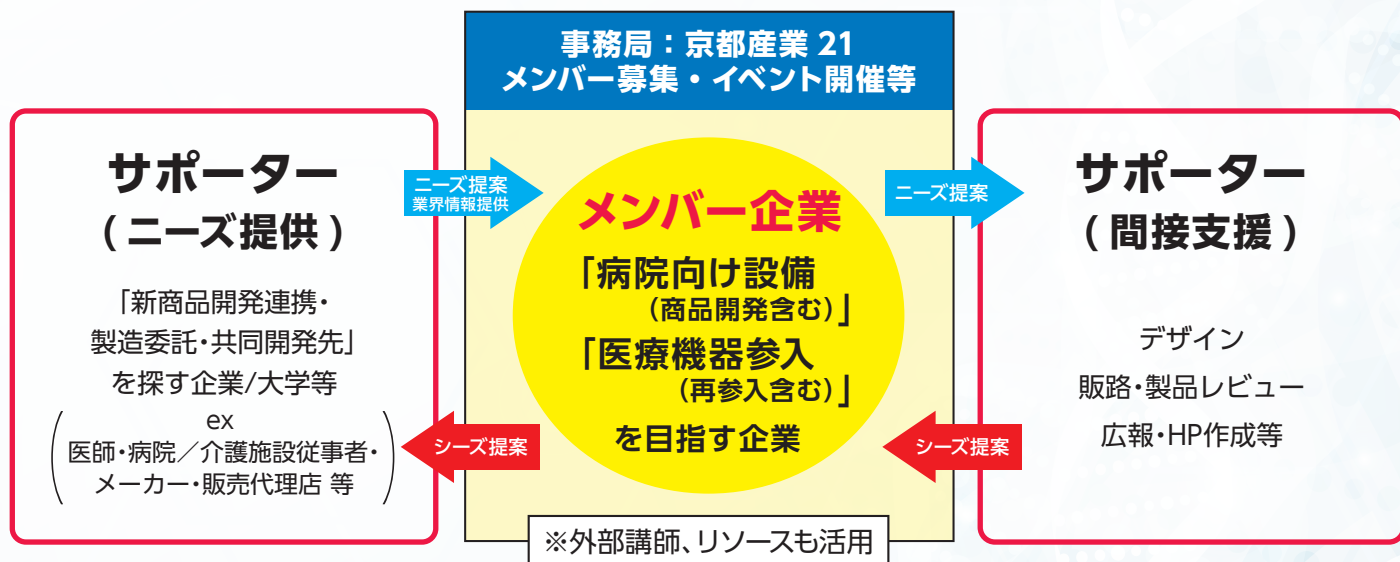 事務局：京都産業 21
メンバー募集・イベント開催等
サポーター
( ニーズ提供 )
「新商品開発連携・
製造委託・共同開発先」
を探す企業/大学等
ex
医師・病院／介護施設従事者・
メーカー・販売代理店 等
ニーズ提案
業界情報提供
シーズ提案
メンバー企業
「病院向け設備
(商品開発含む)」
「医療機器参入
(再参入含む)」
を目指す企業
※外部講師、リソースも活用
ニーズ提案
シーズ提案
サポーター
( 間接支援 )
デザイン
販路・製品レビュー
広報・HP作成等